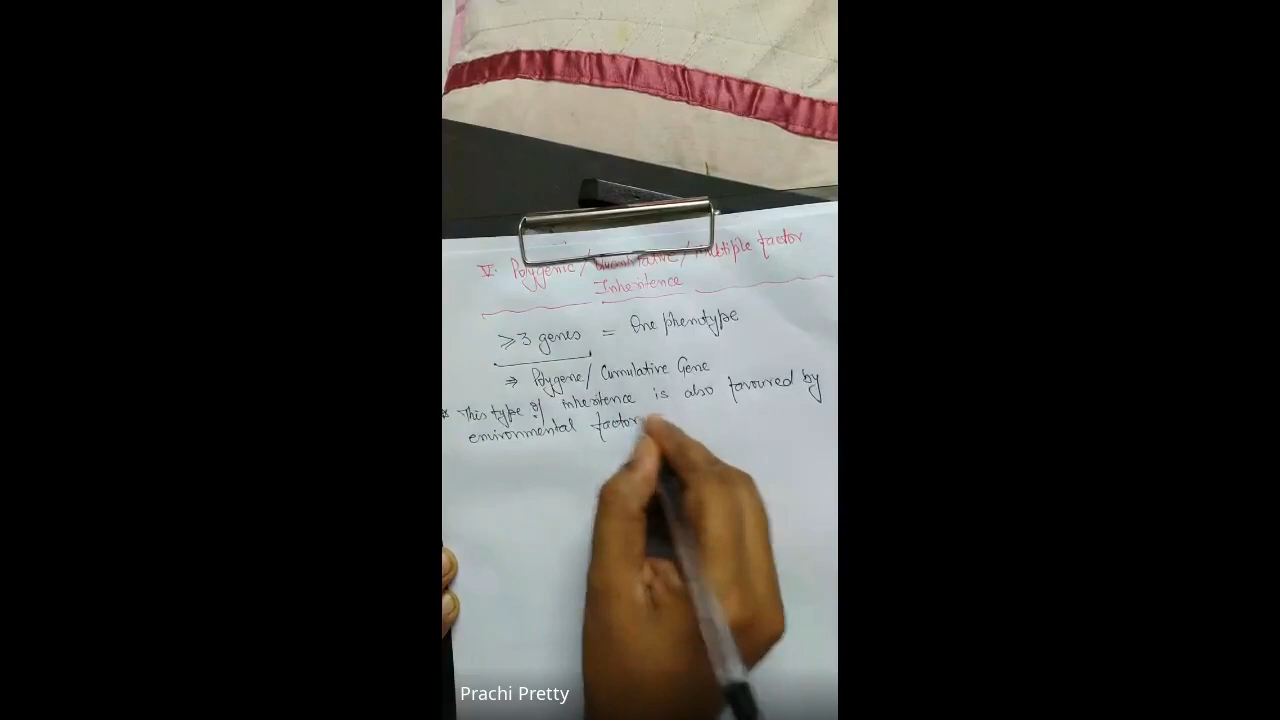 V. Polygenic / Quantitative / Multiple factor
Inheritence
≥3 genes = One phenotype
⇒ Polygene / Cumulative Gene
* This type of inheritence is also favoured by
environmental factors
Prachi Pretty